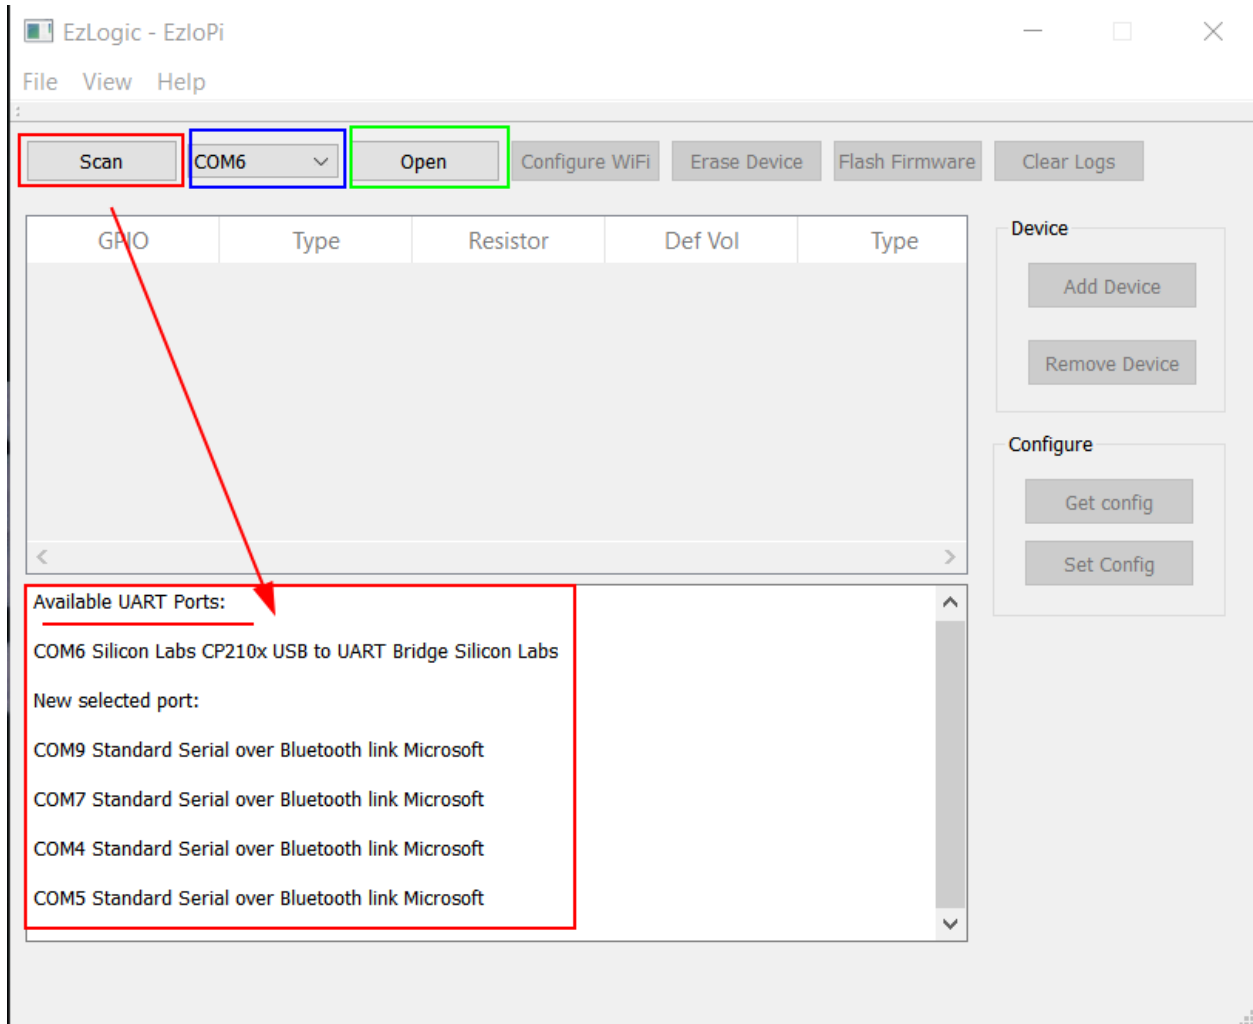 EzLogic - EzloPi
File View Help
Scan COM6 Open Configure WiFi Erase Device Flash Firmware Clear Logs
GPIO Type Resistor Def Vol Type
Device
Add Device
Remove Device
Configure
Get config
Set Config
Available UART Ports:
COM6 Silicon Labs CP210x USB to UART Bridge Silicon Labs
New selected port:
COM9 Standard Serial over Bluetooth link Microsoft
COM7 Standard Serial over Bluetooth link Microsoft
COM4 Standard Serial over Bluetooth link Microsoft
COM5 Standard Serial over Bluetooth link Microsoft